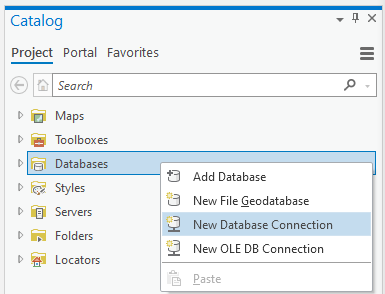 Catalog
Project Portal Favorites
Search
Maps
Toolboxes
Databases
Add Database
Styles
New File Geodatabase
Servers
New Database Connection
Folders
New OLE DB Connection
Locators
Paste